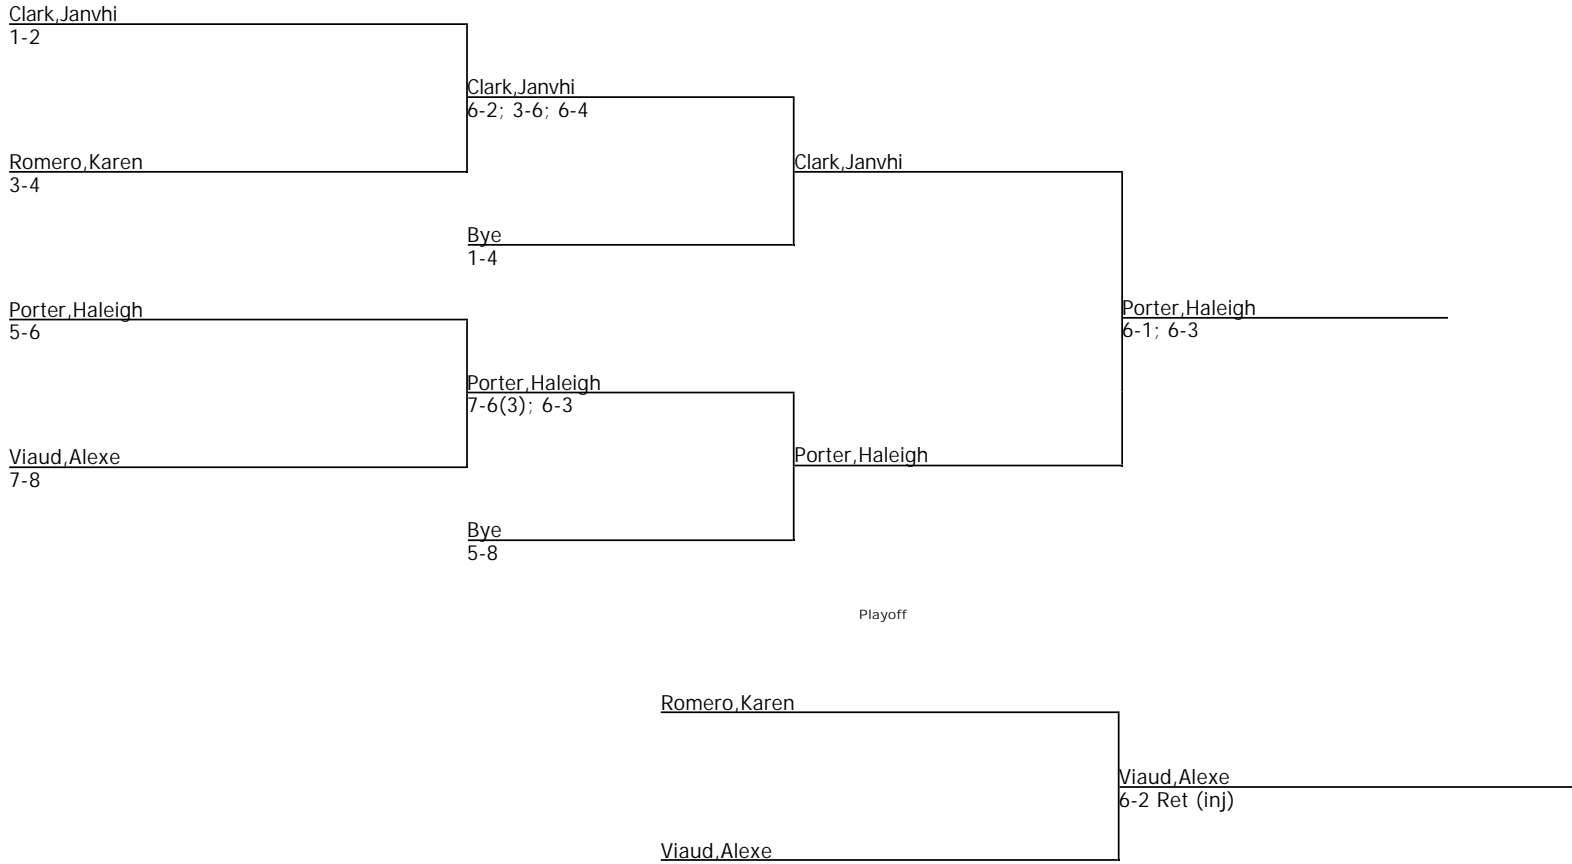 Clark,Janvhi
1-2
Clark,Janvhi
6-2; 3-6; 6-4
Romero,Karen
3-4
Clark,Janvhi
Bye
1-4
Porter,Haleigh
5-6
Porter,Haleigh
6-1; 6-3
Porter,Haleigh
7-6(3); 6-3
Viaud,Alexe
7-8
Porter,Haleigh
Bye
5-8
Playoff
Romero,Karen
Viaud,Alexe
6-2 Ret (inj)
Viaud,Alexe